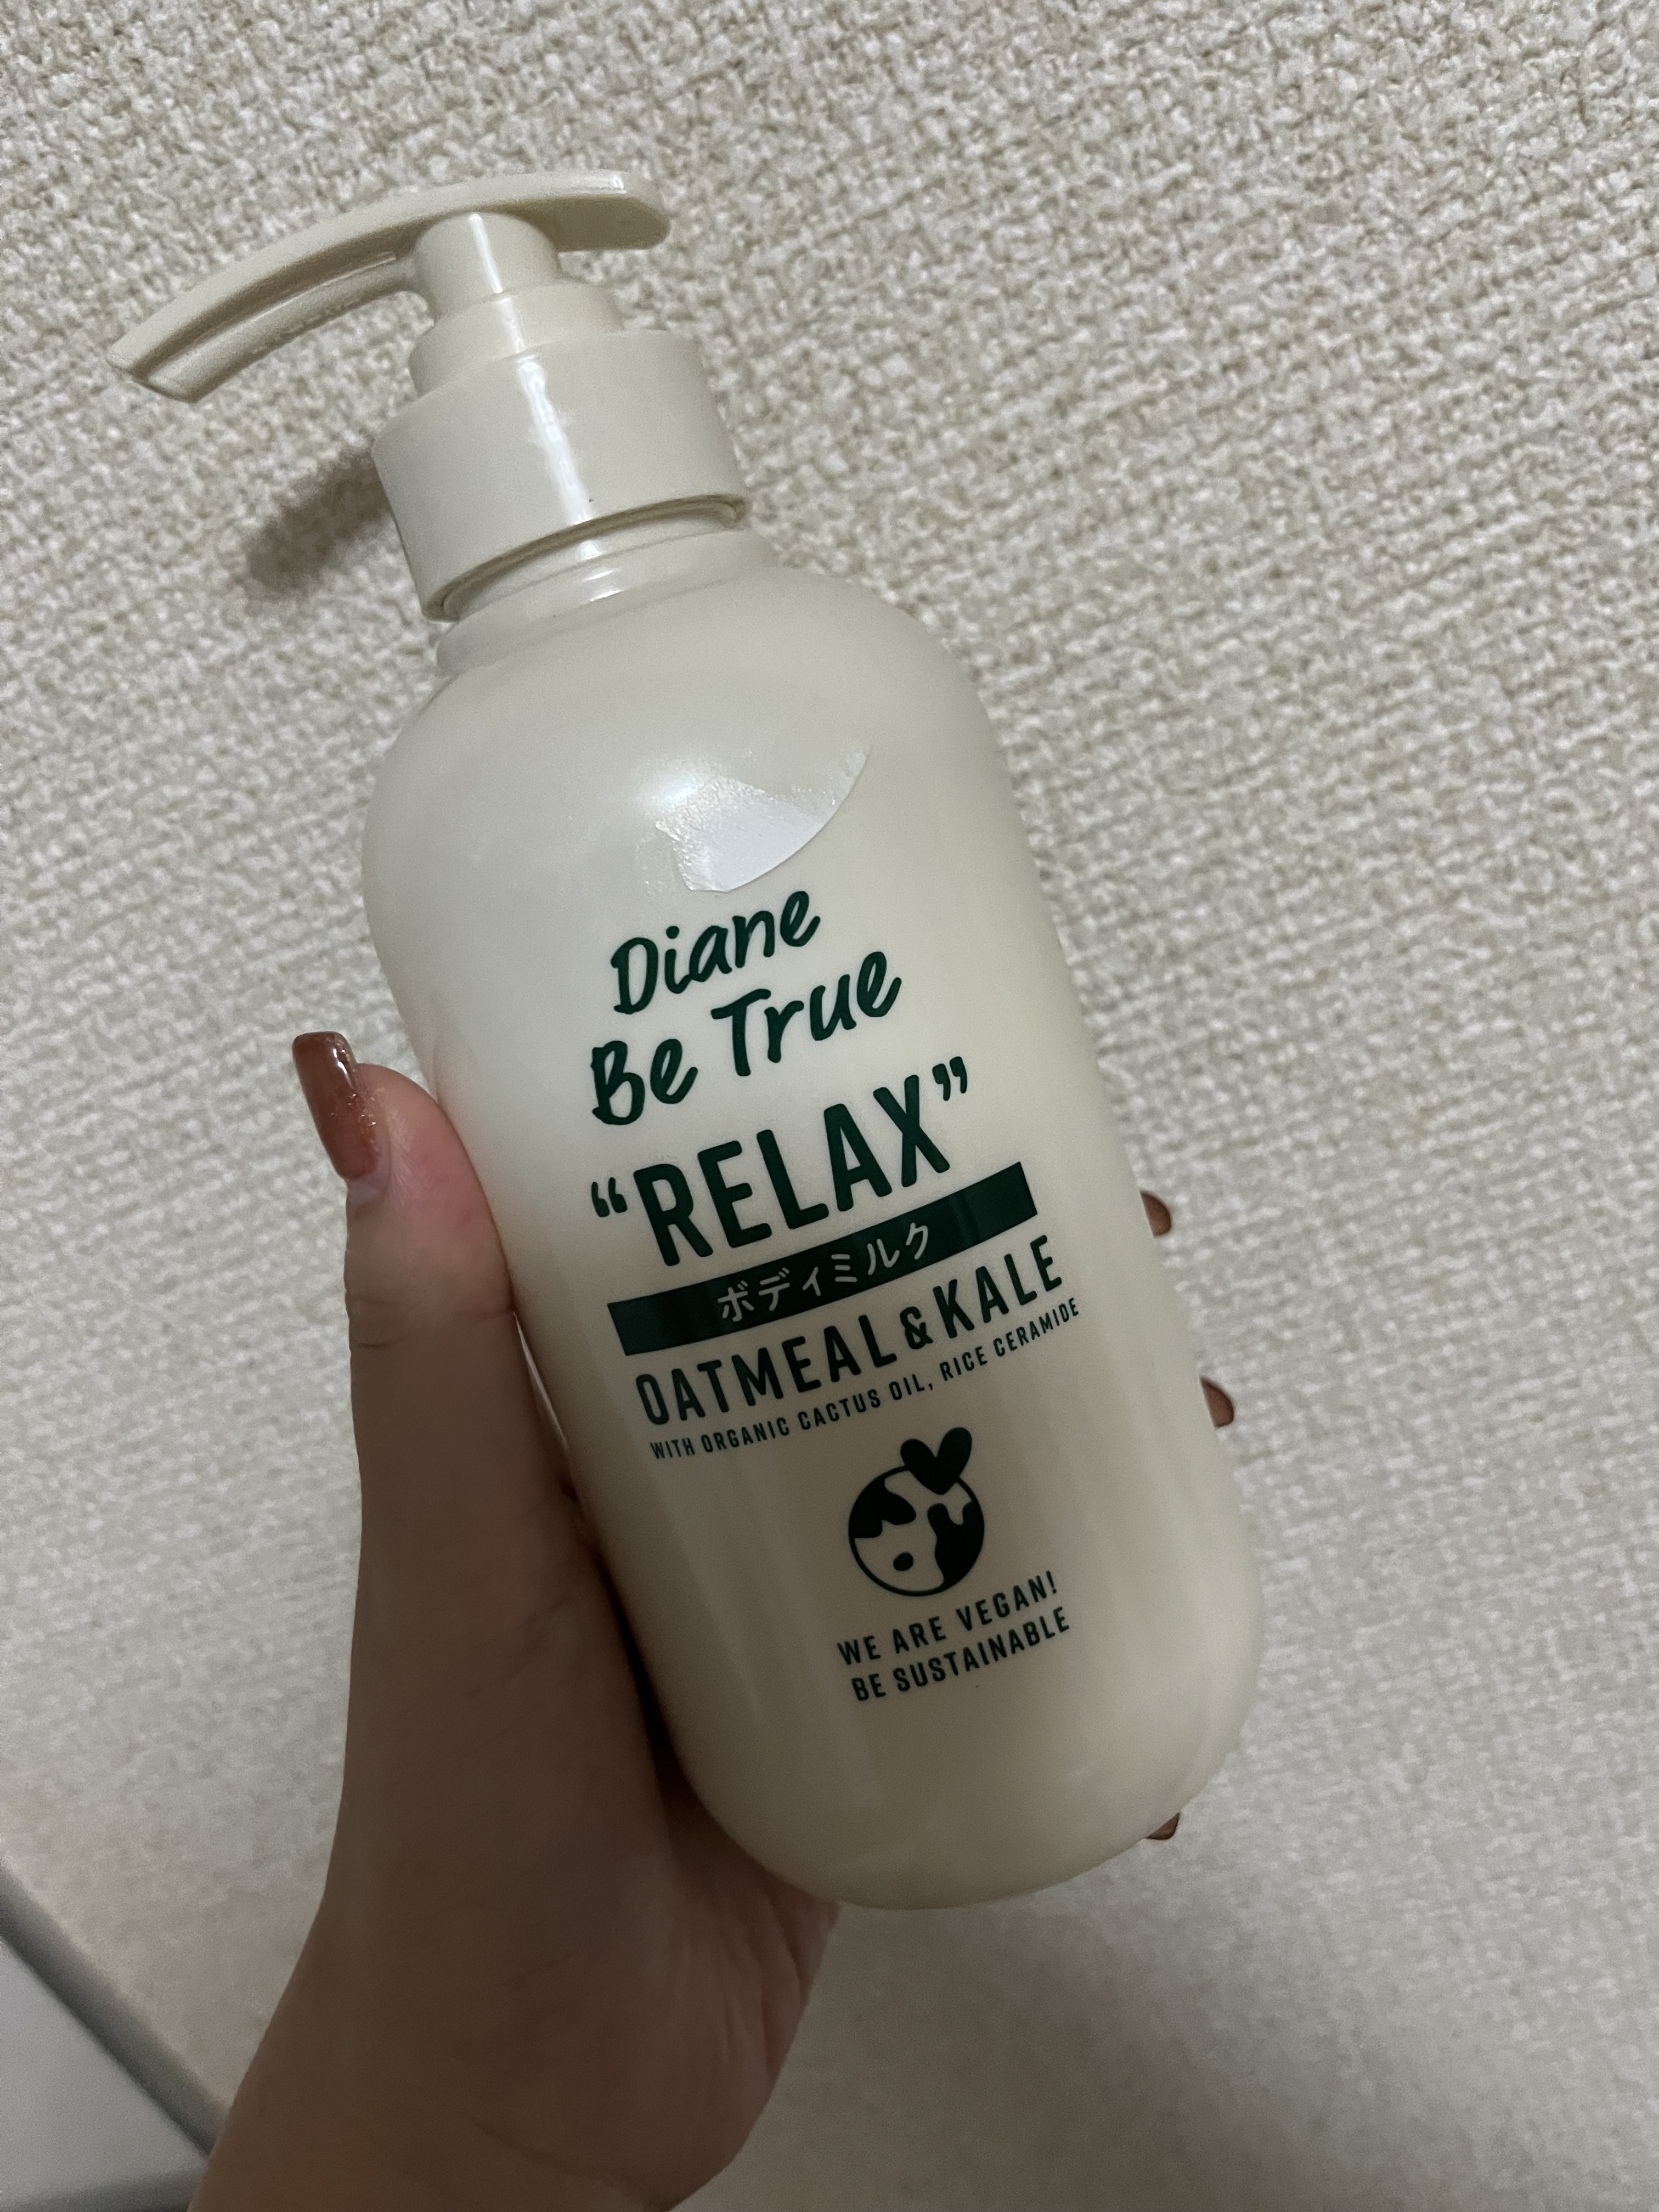 Diane
Be True
“RELAX”
ボディミルク
OATMEAL & KALE
WITH ORGANIC CACTUS OIL, RICE CERAMIDE
WE ARE VEGAN!
BE SUSTAINABLE